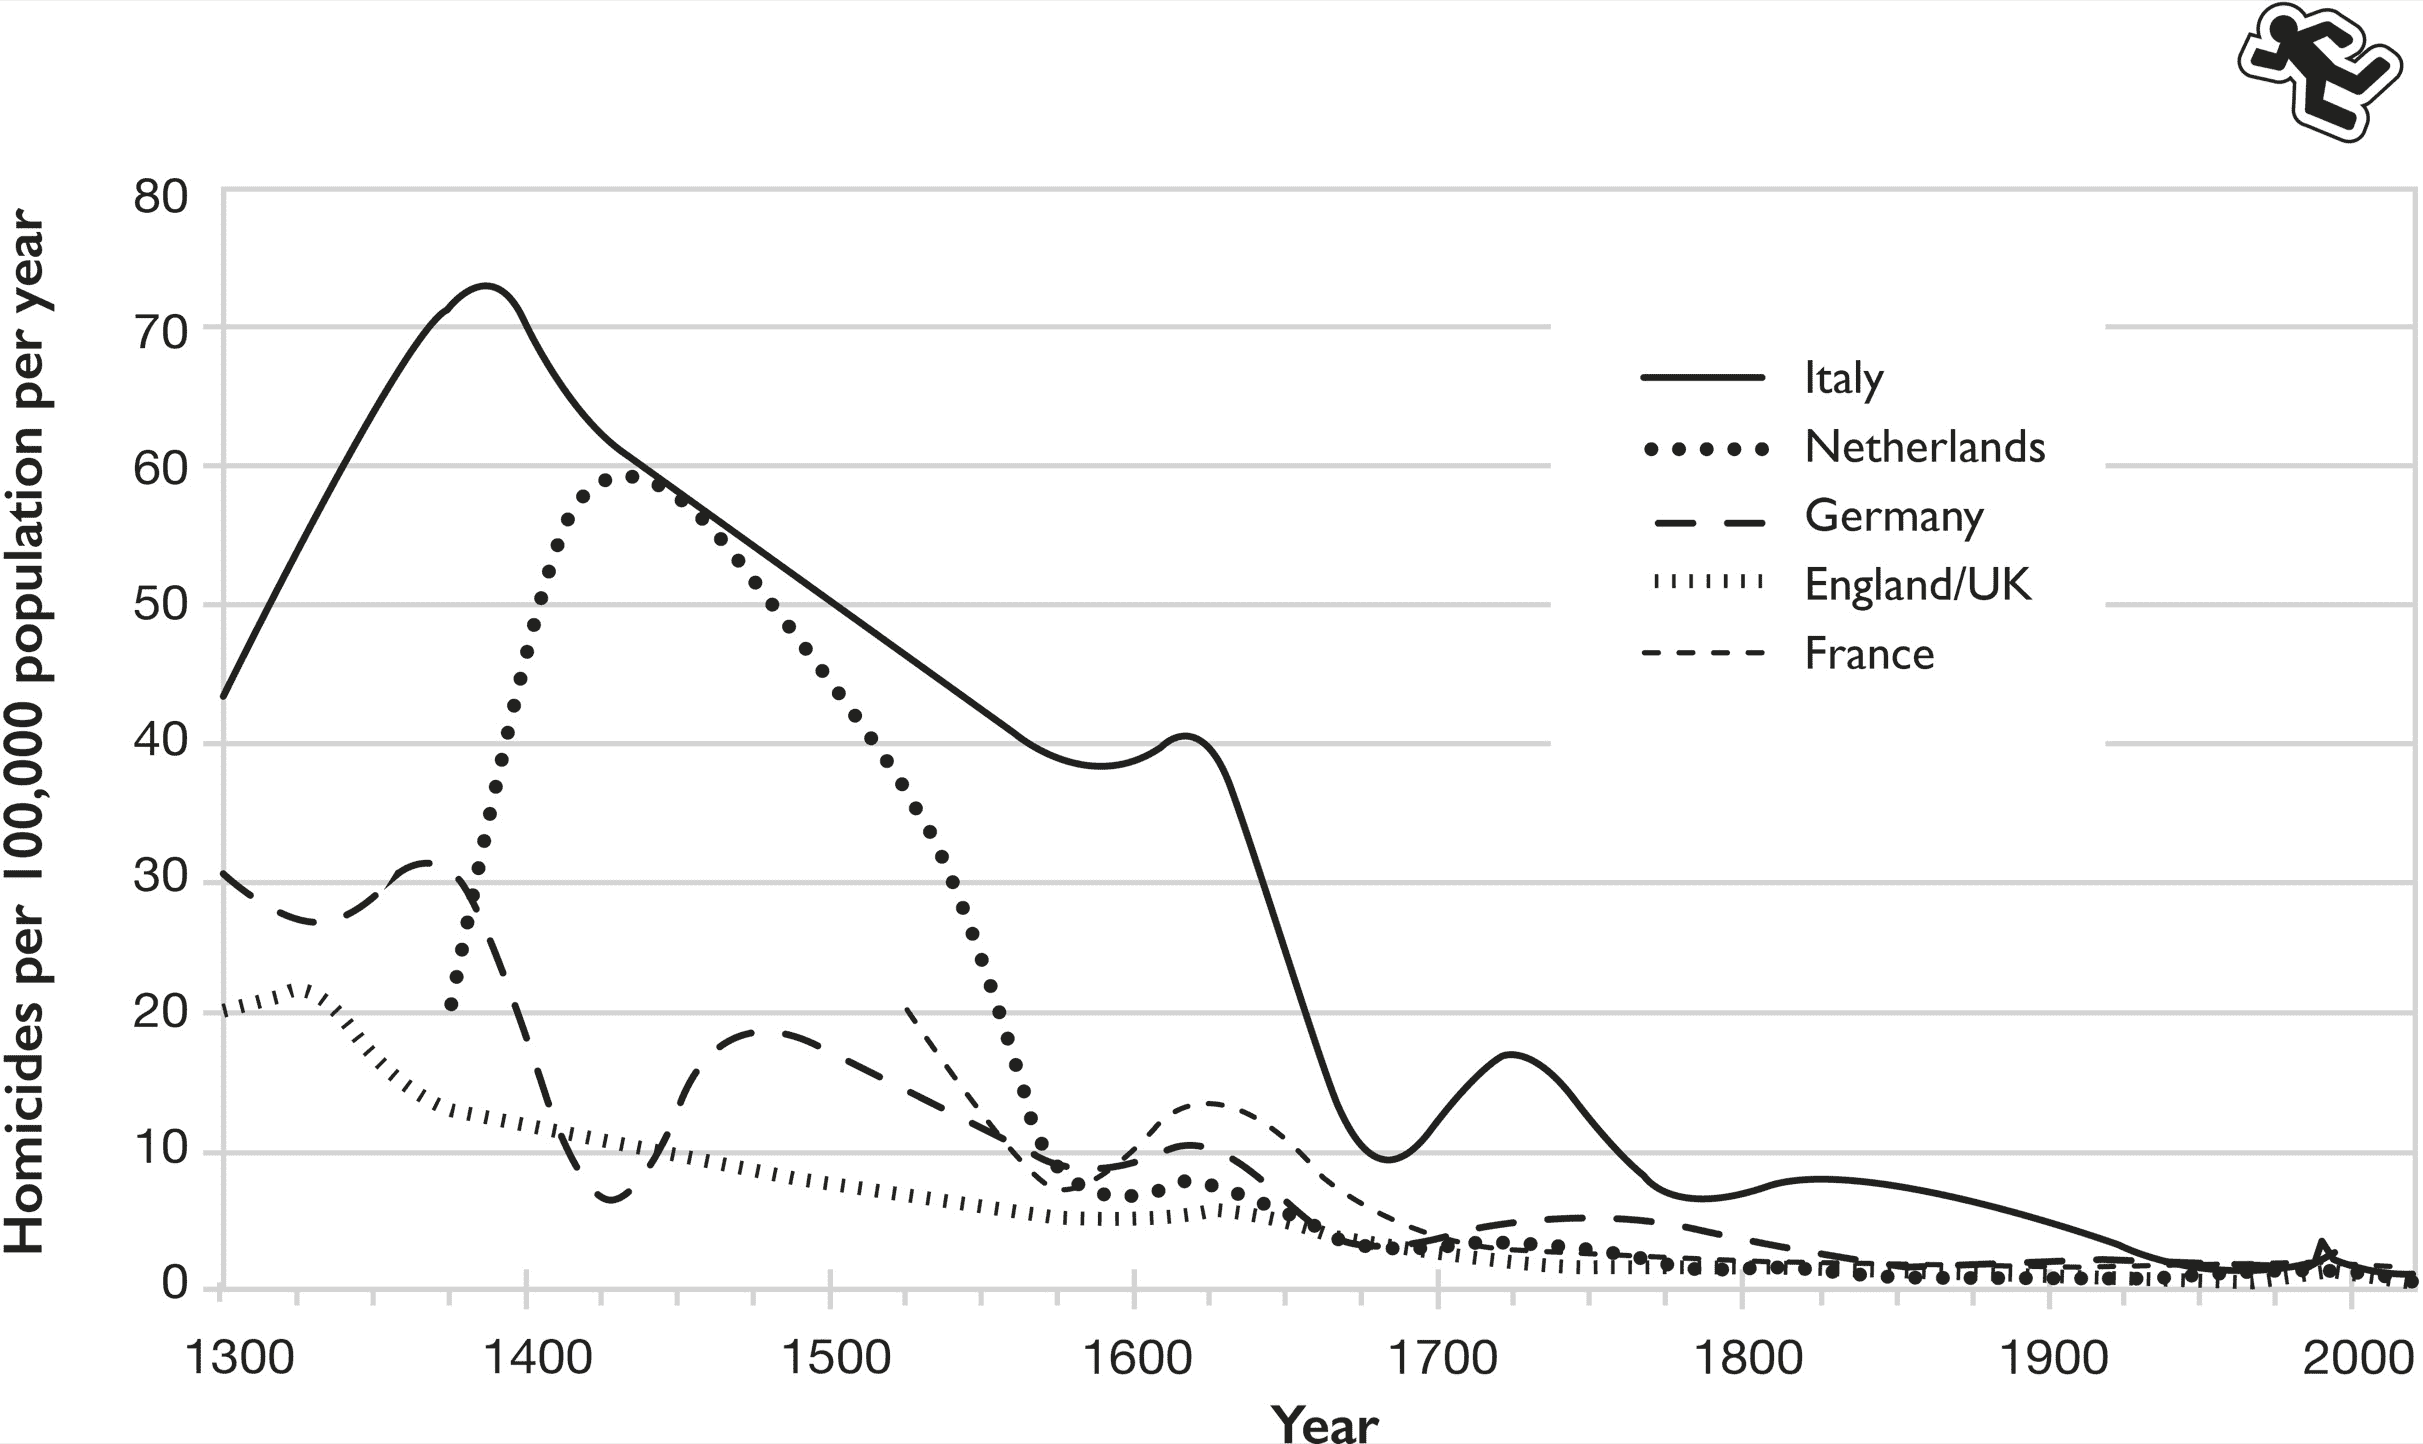 Homicides per 100,000 population per year
80
70
60
50
40
30
20
10
0
Italy
Netherlands
Germany
England/UK
France
1300 1400 1500 1600 1700 1800 1900 2000
Year